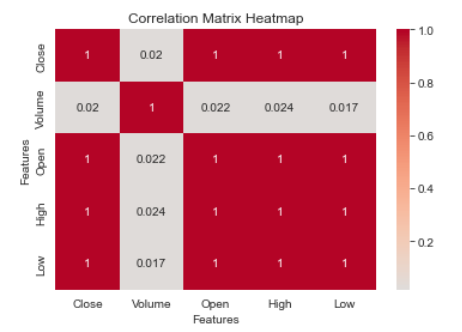 Correlation Matrix Heatmap
Close 1 0.02 1 1 1
Volume 0.02 1 0.022 0.024 0.017
Open 1 0.022 1 1 1
High 1 0.024 1 1 1
Low 1 0.017 1 1 1
Features
Close Volume Open High Low
Features
1.0
0.8
0.6
0.4
0.2